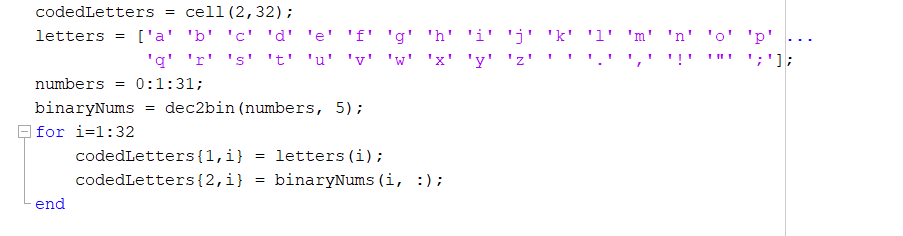 codedLetters = cell(2,32);
letters = ['a' 'b' 'c' 'd' 'e' 'f' 'g' 'h' 'i' 'j' 'k' 'l' 'm' 'n' 'o' 'p' ...
'q' 'r' 's' 't' 'u' 'v' 'w' 'x' 'y' 'z' ' ' '.' ',' '!' '"' ';'];
numbers = 0:1:31;
binaryNums = dec2bin(numbers, 5);
for i=1:32
codedLetters{1,i} = letters(i);
codedLetters{2,i} = binaryNums(i, :);
end